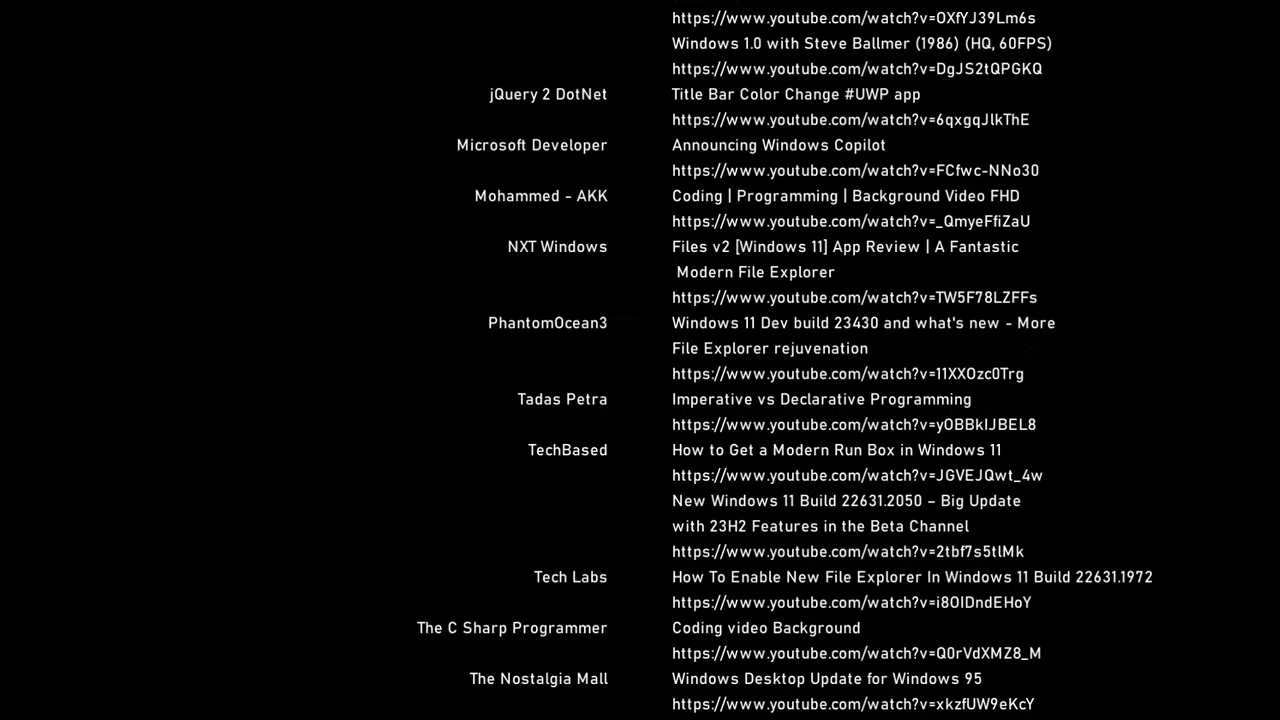 https://www.youtube.com/watch?v=OXfYJ39Lm6s
Windows 1.0 with Steve Ballmer (1986) (HQ, 60FPS)
https://www.youtube.com/watch?v=DgJS2tQPGKQ
jQuery 2 DotNet Title Bar Color Change #UWP app
https://www.youtube.com/watch?v=6qxgqJlkThE
Microsoft Developer Announcing Windows Copilot
https://www.youtube.com/watch?v=FCfwc-NNo30
Mohammed - AKK Coding | Programming | Background Video FHD
https://www.youtube.com/watch?v=_QmyeFfiZaU
NXT Windows Files v2 [Windows 11] App Review | A Fantastic
Modern File Explorer
https://www.youtube.com/watch?v=TW5F78LZFFs
PhantomOcean3 Windows 11 Dev build 23430 and what's new - More
File Explorer rejuvenation
https://www.youtube.com/watch?v=11XXOzc0Trg
Tadas Petra Imperative vs Declarative Programming
https://www.youtube.com/watch?v=yOBBkIJBEL8
TechBased How to Get a Modern Run Box in Windows 11
https://www.youtube.com/watch?v=JGVEJQwt_4w
New Windows 11 Build 22631.2050 – Big Update
with 23H2 Features in the Beta Channel
https://www.youtube.com/watch?v=2tbf7s5tlMk
Tech Labs How To Enable New File Explorer In Windows 11 Build 22631.1972
https://www.youtube.com/watch?v=i8OIDndEHoY
The C Sharp Programmer Coding video Background
https://www.youtube.com/watch?v=Q0rVdXMZ8_M
The Nostalgia Mall Windows Desktop Update for Windows 95
https://www.youtube.com/watch?v=xkzfUW9eKcY